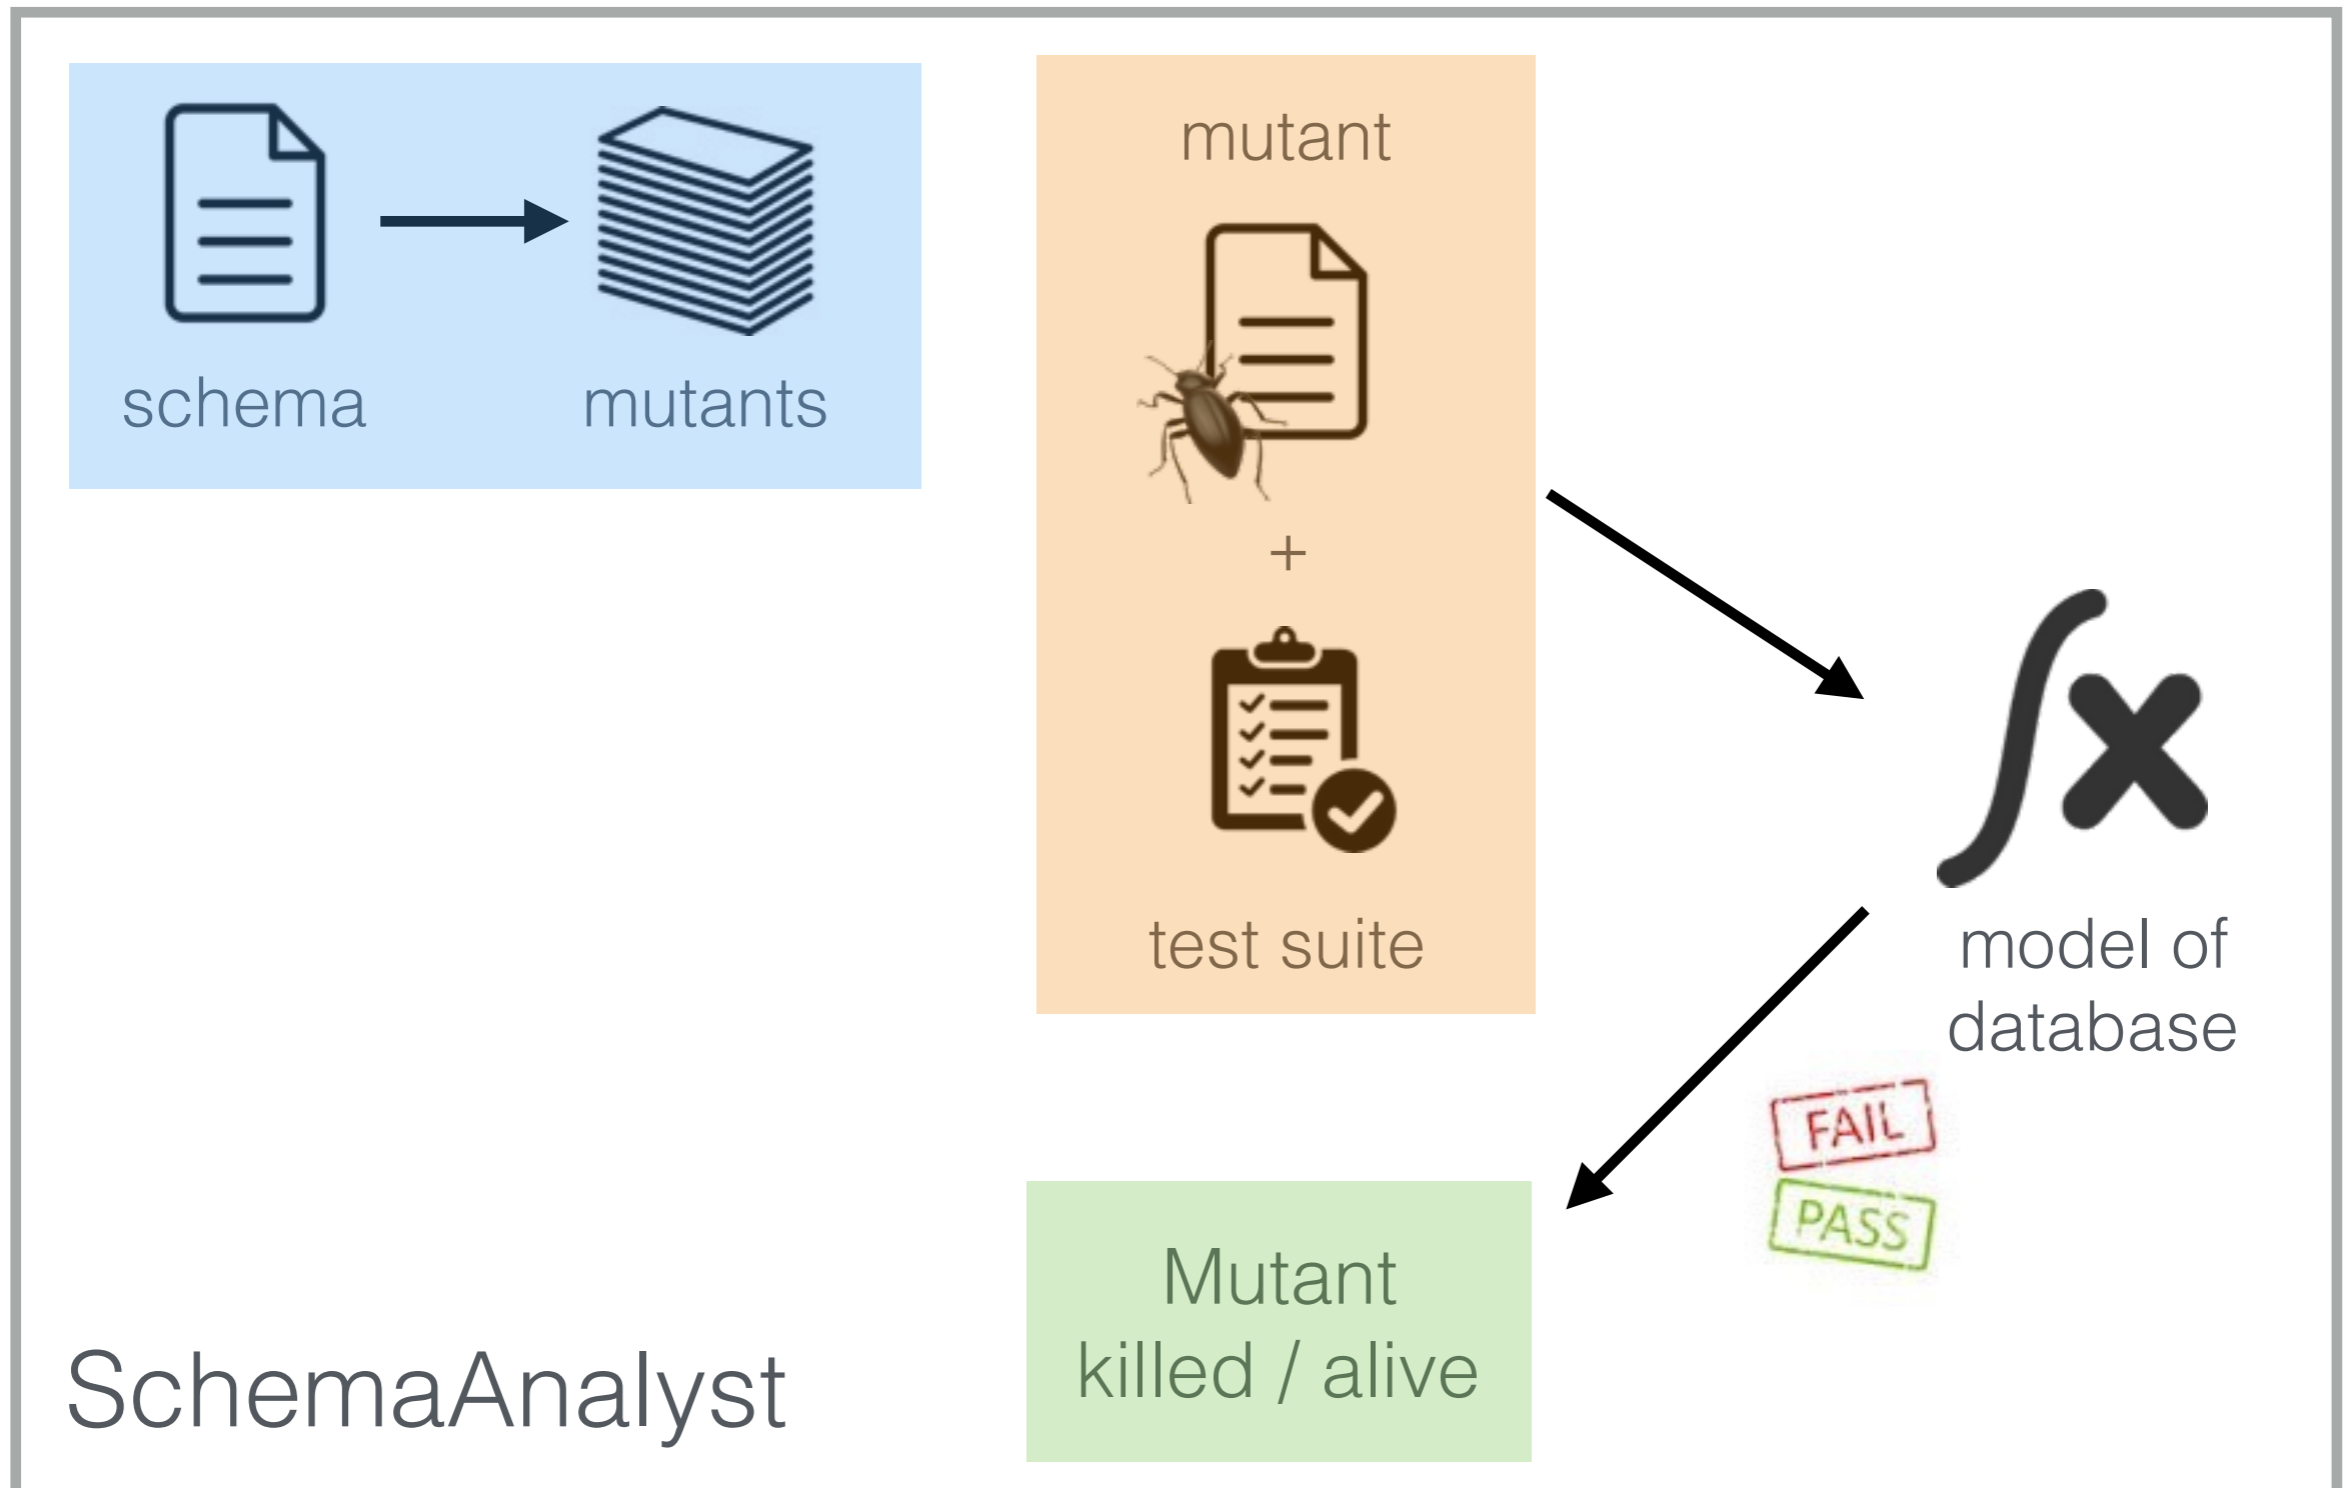 schema
mutants
mutant
+
test suite
model of
database
FAIL
PASS
Mutant
killed / alive
SchemaAnalyst